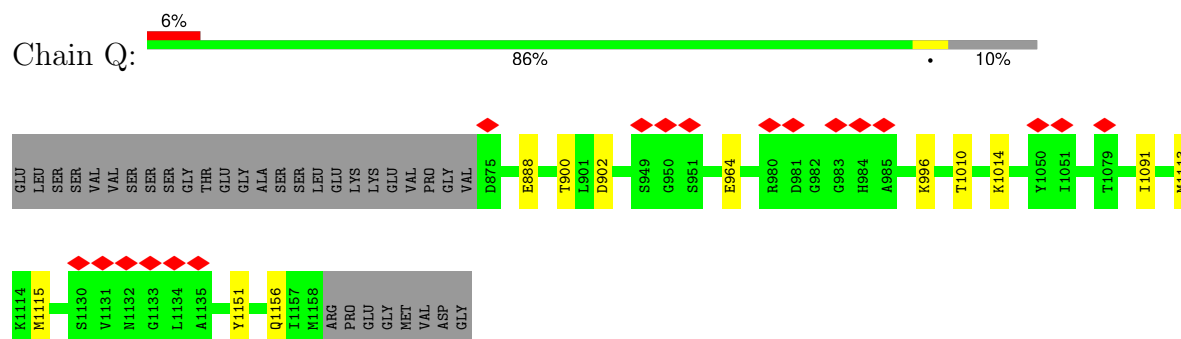 6%
Chain Q:
86%
•
10%
GLU LEU SER SER VAL VAL SER SER SER GLY THR GLU GLY ALA SER SER LEU GLU LYS LYS GLU VAL PRO GLY VAL D875 E888 T900 L901 D902 S949 G950 S951 E964 R980 D981 G982 G983 H984 A985 K996 T1010 K1014 Y1050 I1051 T1079 I1091
K1114 M1115 S1130 V1131 N1132 G1133 L1134 A1135 Y1151 Q1156 I1157 M1158 ARG PRO GLU GLY MET VAL ASP GLY